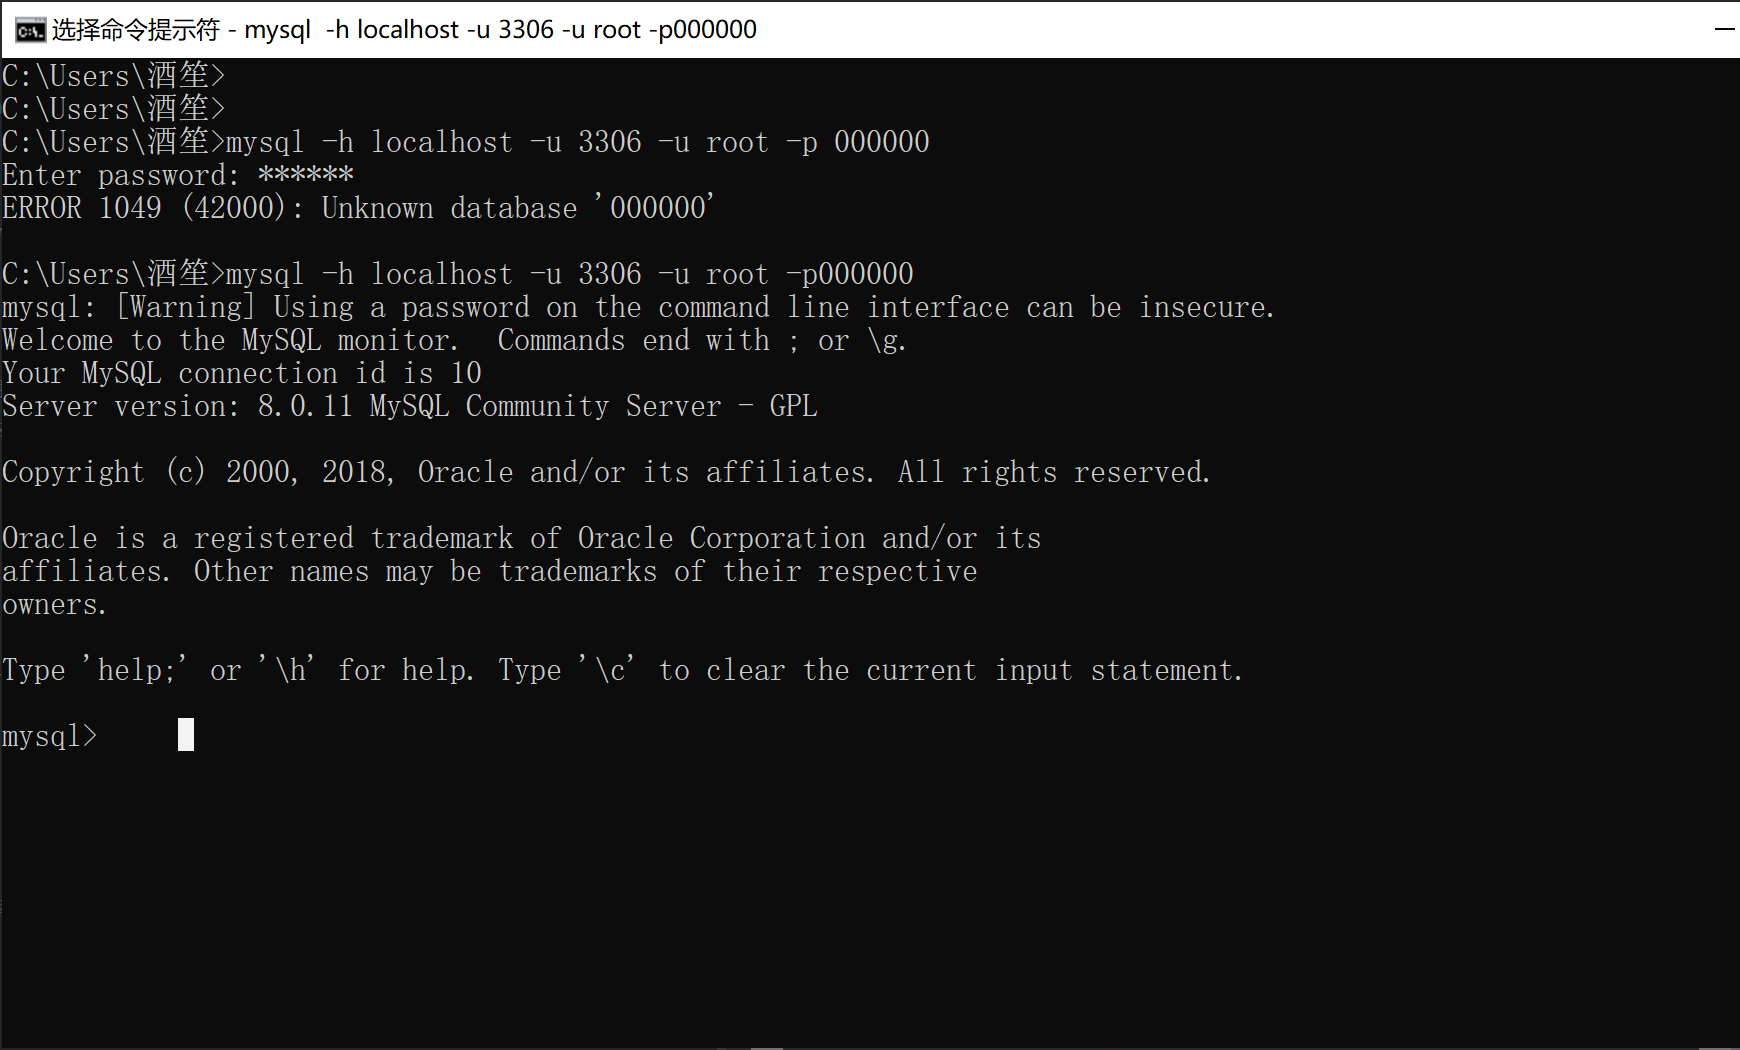 选择命令提示符 - mysql  -h localhost -u 3306 -u root -p000000
C:\Users\酒笙>
C:\Users\酒笙>
C:\Users\酒笙>mysql -h localhost -u 3306 -u root -p 000000
Enter password: ******
ERROR 1049 (42000): Unknown database '000000'
C:\Users\酒笙>mysql -h localhost -u 3306 -u root -p000000
mysql: [Warning] Using a password on the command line interface can be insecure.
Welcome to the MySQL monitor.  Commands end with ; or \g.
Your MySQL connection id is 10
Server version: 8.0.11 MySQL Community Server - GPL
Copyright (c) 2000, 2018, Oracle and/or its affiliates. All rights reserved.
Oracle is a registered trademark of Oracle Corporation and/or its
affiliates. Other names may be trademarks of their respective
owners.
Type 'help;' or '\h' for help. Type '\c' to clear the current input statement.
mysql>